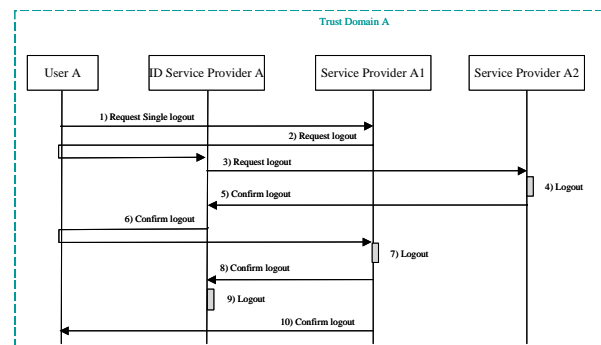 Trust Domain A
User A
ID Service Provider A
Service Provider A1
Service Provider A2
1) Request Single logout
2) Request logout
3) Request logout
4) Logout
5) Confirm logout
6) Confirm logout
7) Logout
8) Confirm logout
9) Logout
10) Confirm logout